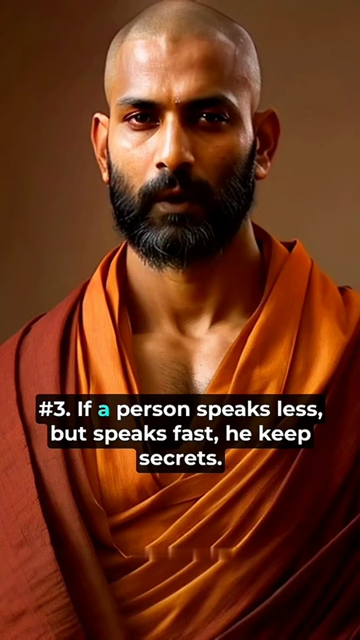 #3. If a person speaks less,
but speaks fast, he keep
secrets.